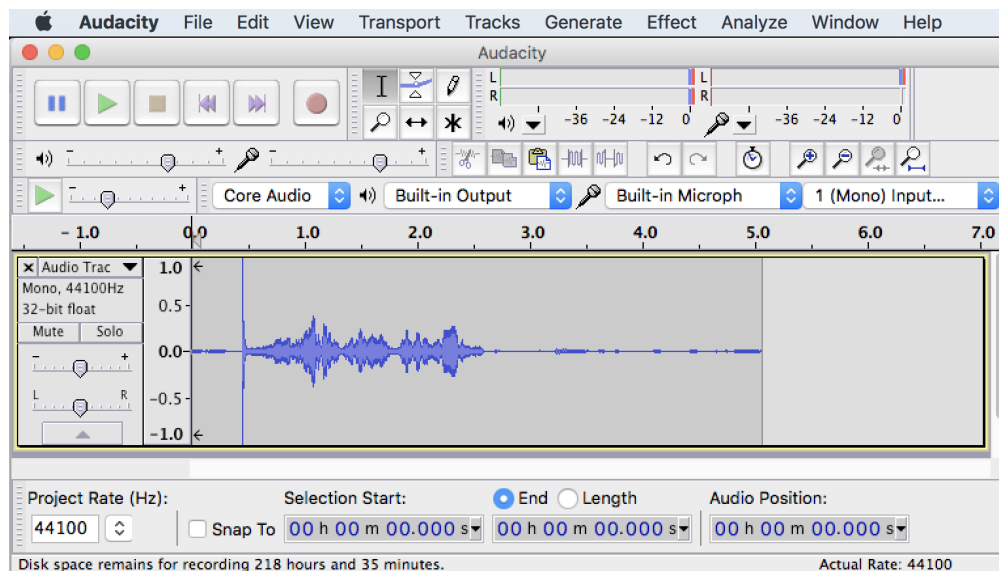 Audacity File Edit View Transport Tracks Generate Effect Analyze Window Help
Audacity
L
R
-36 -24 -12 0
L
R
-36 -24 -12 0
- +
- +
- +
Core Audio
Built-in Output
Built-in Microph
1 (Mono) Input...
- 1.0 0.0 1.0 2.0 3.0 4.0 5.0 6.0 7.0
Audio Trac
Mono, 44100Hz
32-bit float
Mute Solo
- +
L R
1.0
0.5-
0.0-
-0.5-
-1.0
Project Rate (Hz): Selection Start: End Length Audio Position:
44100 Snap To 00 h 00 m 00.000 s 00 h 00 m 00.000 s 00 h 00 m 00.000 s
Disk space remains for recording 218 hours and 35 minutes. Actual Rate: 44100